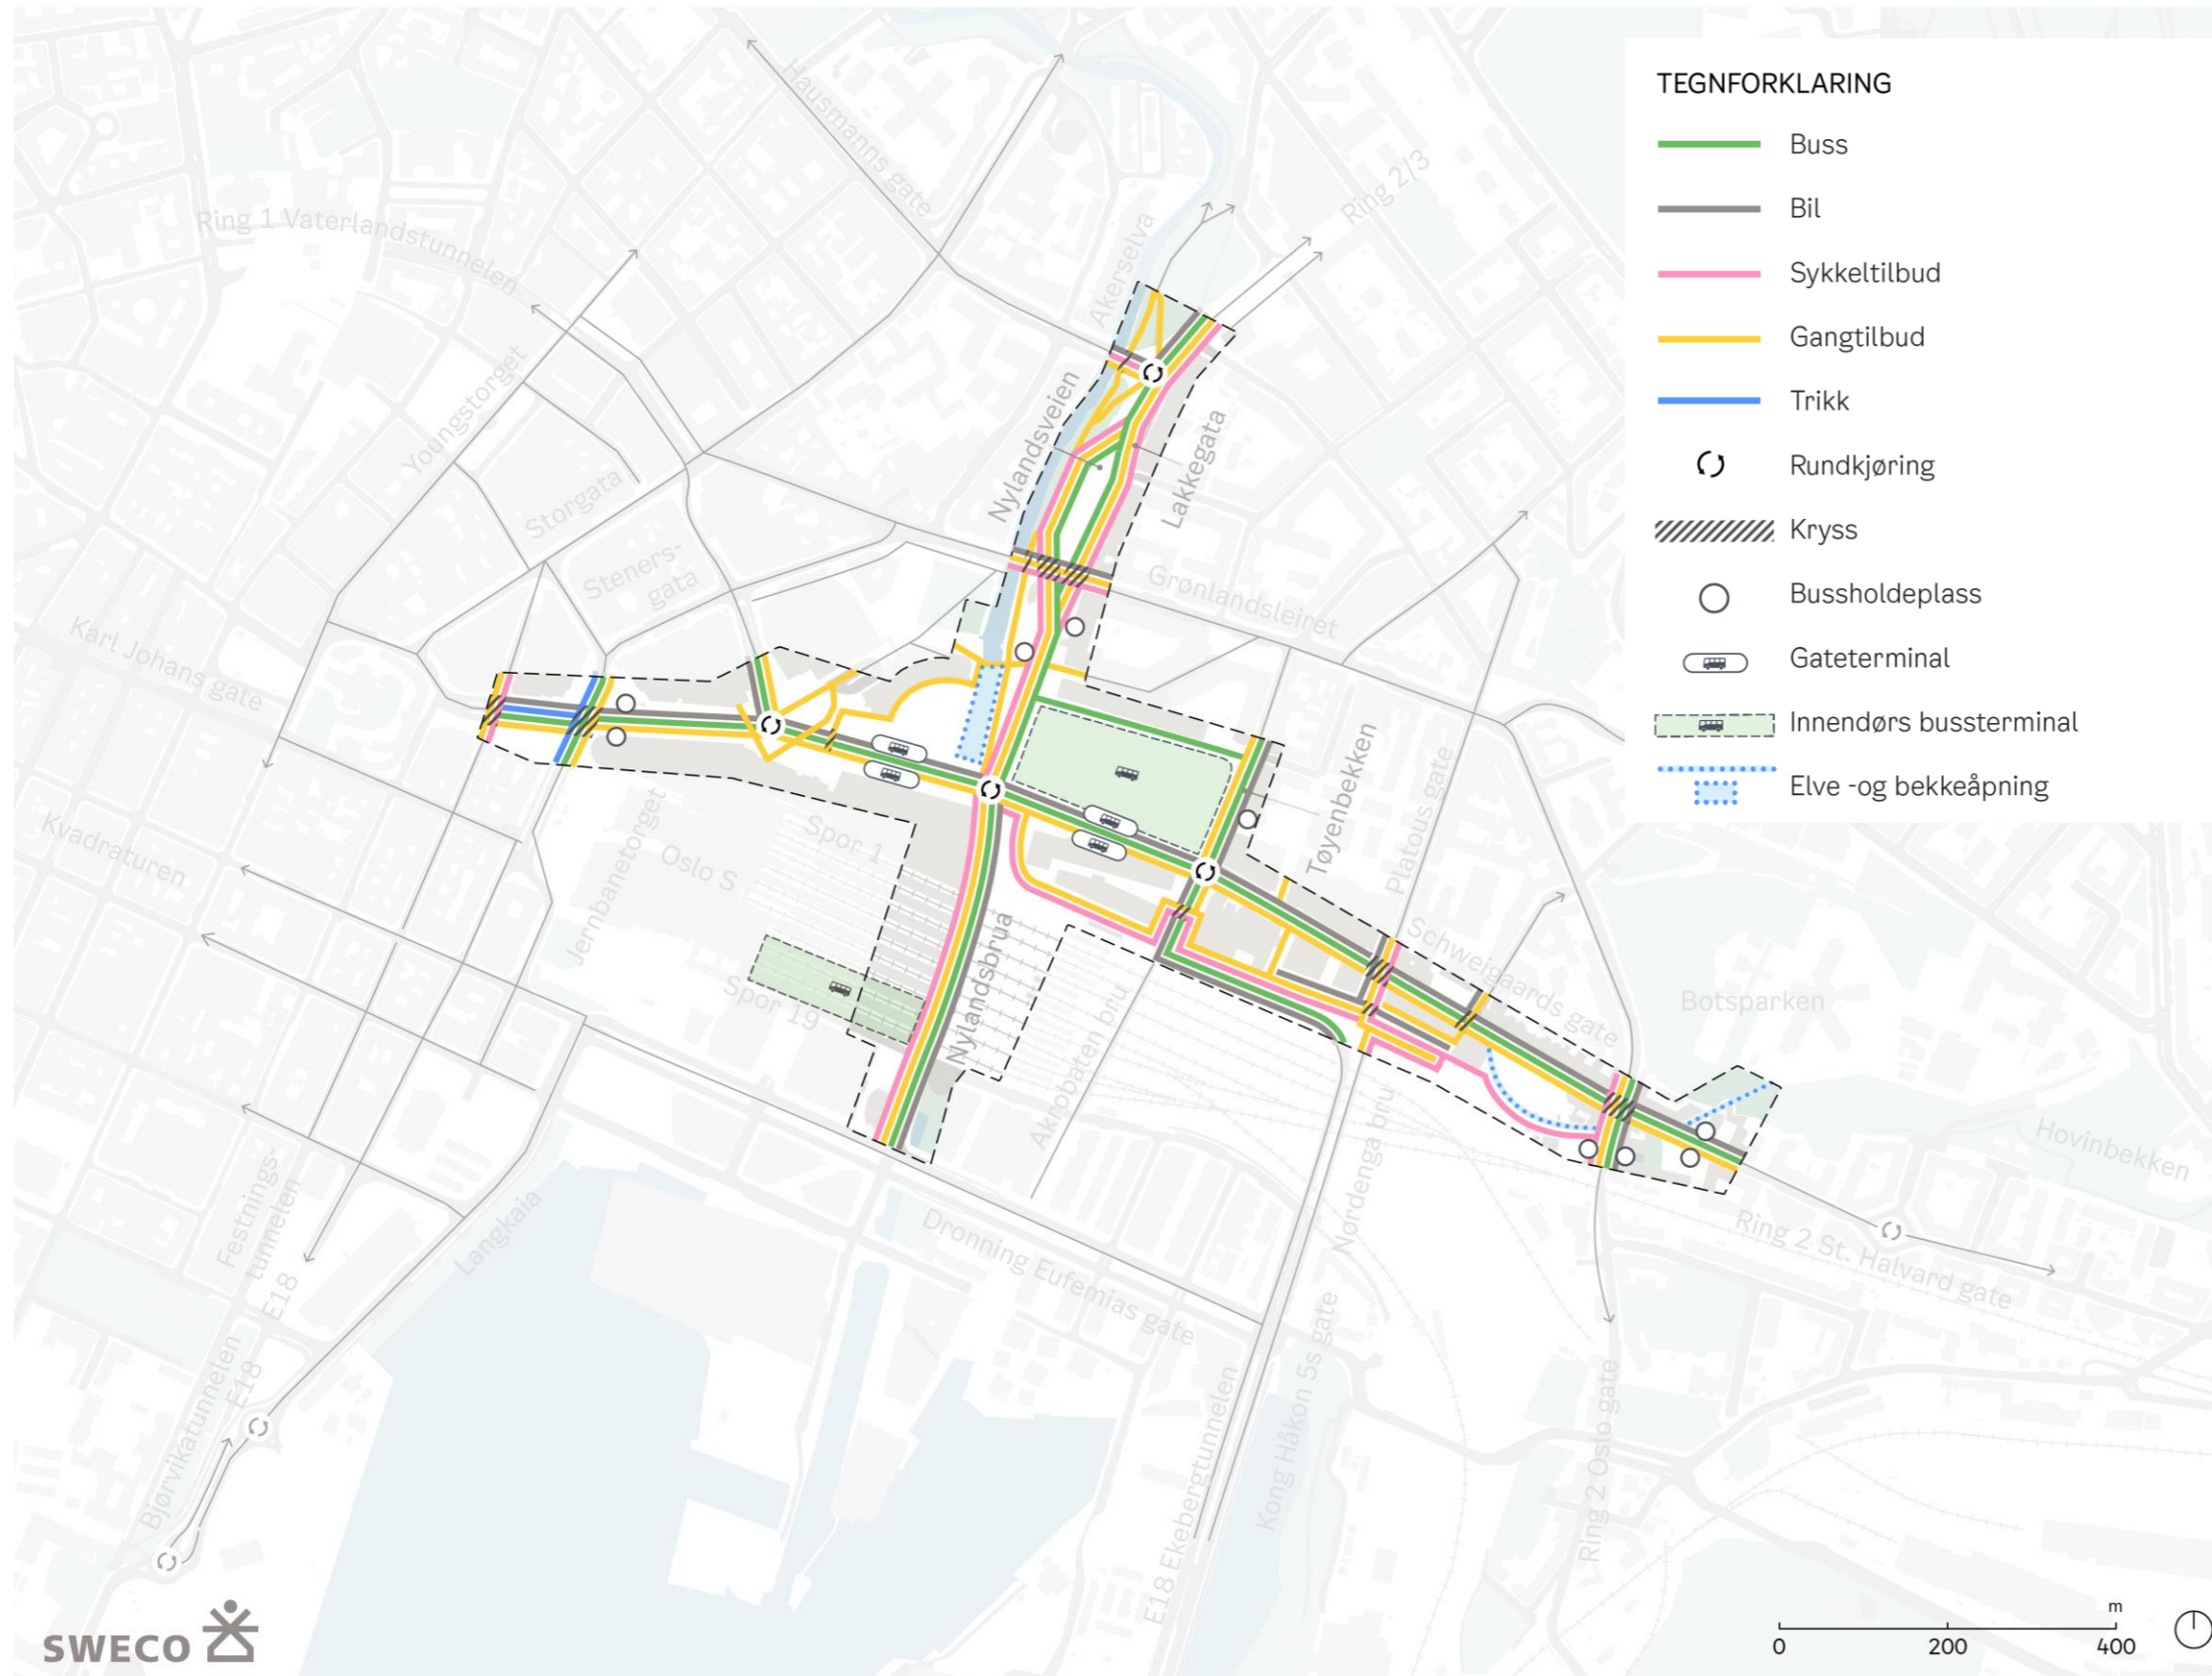 TEGNFORKLARING
Buss
Bil
Sykkeltilbud
Gangtilbud
Trikk
Rundkjøring
Kryss
Bussholdeplass
Gateterminal
Innendørs bussterminal
Elve -og bekkeåpning
Hausmanns gate
Ring 2/3
Ring 1 Vaterlandstunnelen
Akerselva
Youngstorget
Nylandsveien
Lakkegata
Storgata
Steners-
gata
Grønlandsleiret
Karl Johans gate
Kvadraturen
Jernbanetorget
Spor 1
Oslo S
Spor 19
Nylandsbrua
Tøyenbekken
Platous gate
Schweigaards gate
Botsparken
Akrobaten bru
Nordenga bru
Hovinbekken
Ring 2 St. Halvard gate
Festnings-
tunnelen
E18
Langkaia
Dronning Eufemias gate
Bjørvikatunnelen
E18
E18 Ekebergtunnelen
Kong Håkon 5s gate
Ring 2 Oslo gate
SWECO
m
0 200 400